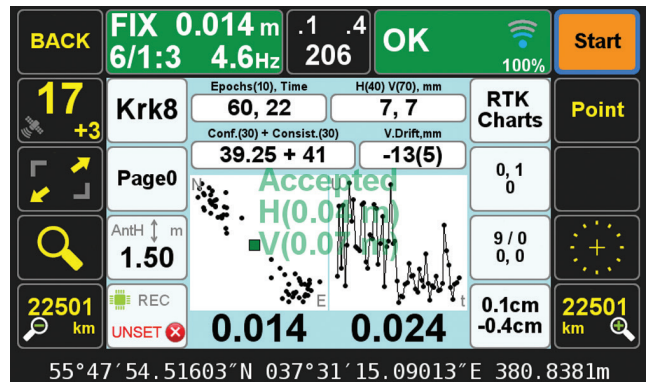 BACK
FIX 0.014 m
6/1:3 4.6Hz
.1 .4
206
OK
100%
Start
17
+3
Krk8
Epochs(10), Time
60, 22
H(40) V(70), mm
7, 7
RTK
Charts
Point
Conf.(30) + Consist.(30)
39.25 + 41
V.Drift,mm
-13(5)
Page0
0, 1
0
N
U
Accepted
H(0.04 m)
V(0.07 m)
AntH m
1.50
9 / 0
0, 0
E
t
22501
km
REC
UNSET
0.014
0.024
0.1cm
-0.4cm
22501
km
55°47′54.51603″N 037°31′15.09013″E 380.8381m